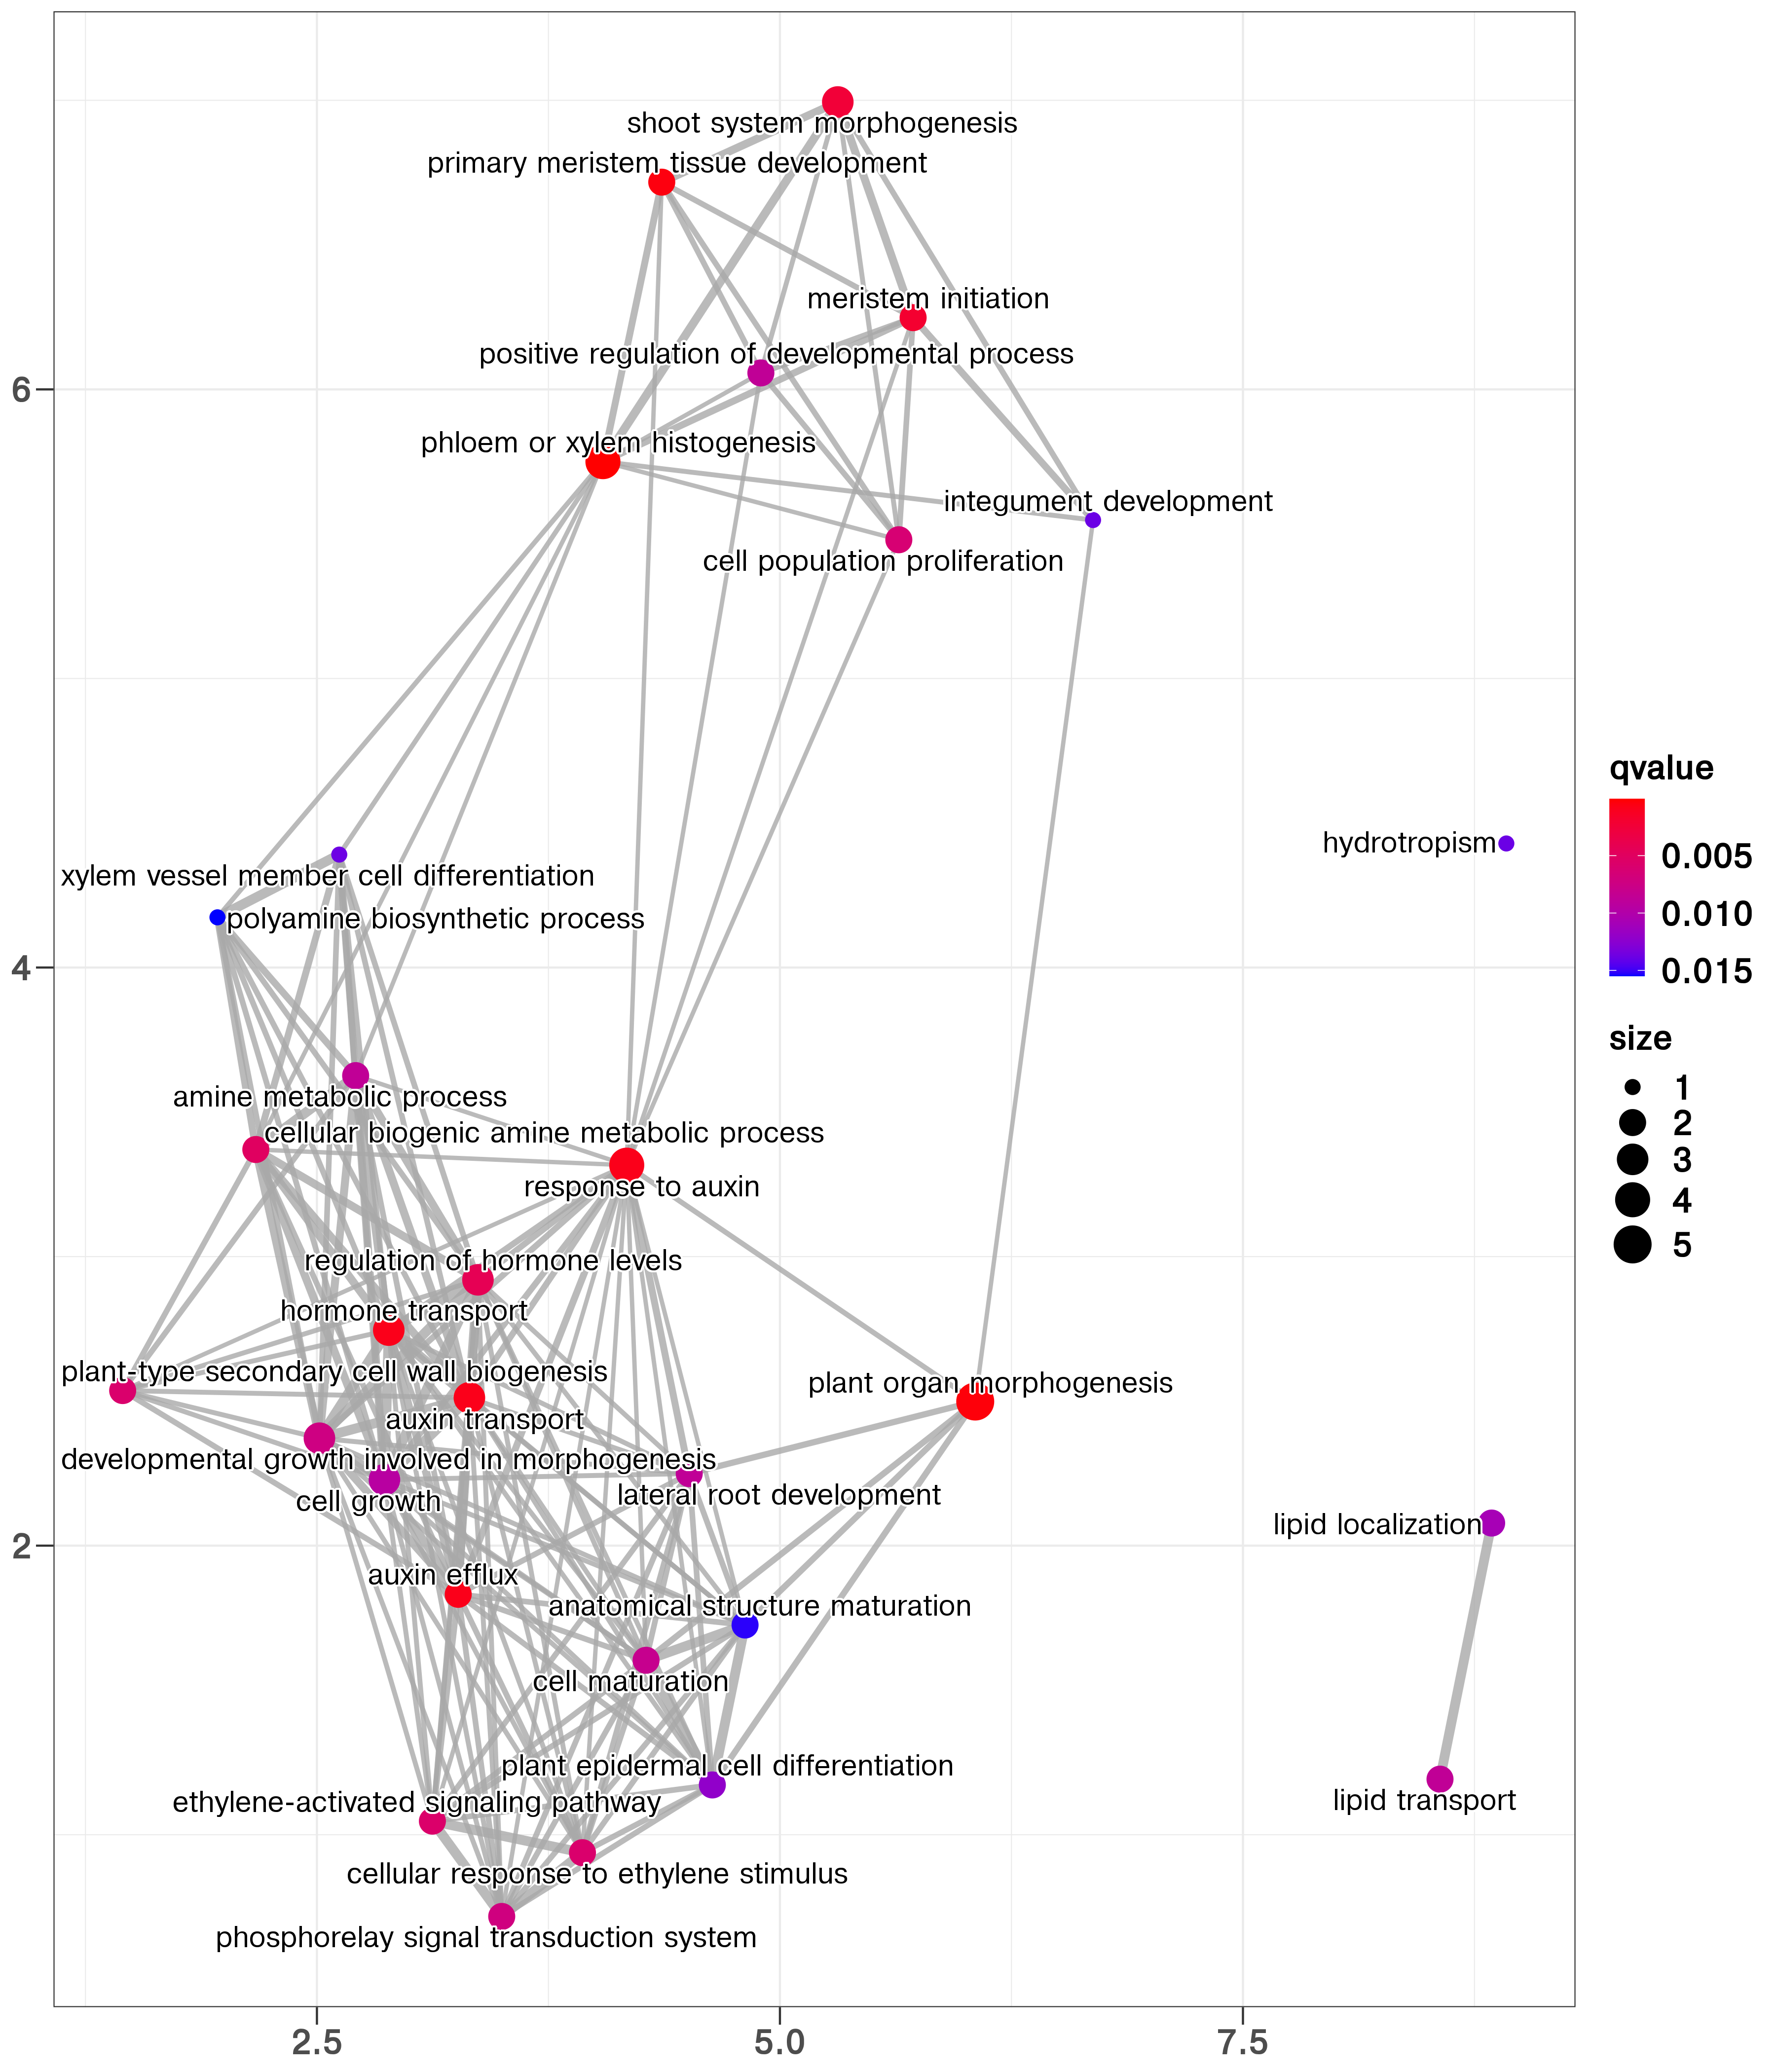 shoot system morphogenesis
primary meristem tissue development
meristem initiation
positive regulation of developmental process
6
phloem or xylem histogenesis
integument development
cell population proliferation
qvalue
0.005
0.010
0.015
hydrotropism
xylem vessel member cell differentiation
polyamine biosynthetic process
4
size
1
2
3
4
5
amine metabolic process
cellular biogenic amine metabolic process
response to auxin
regulation of hormone levels
hormone transport
plant-type secondary cell wall biogenesis
plant organ morphogenesis
auxin transport
developmental growth involved in morphogenesis
lateral root development
cell growth
lipid localization
2
auxin efflux
anatomical structure maturation
cell maturation
plant epidermal cell differentiation
ethylene-activated signaling pathway
lipid transport
cellular response to ethylene stimulus
phosphorelay signal transduction system
2.5
5.0
7.5